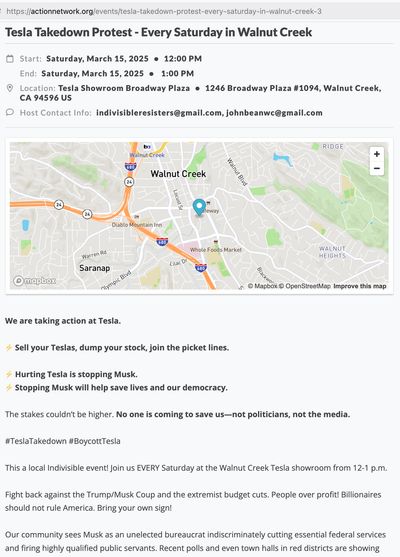 https://actionnetwork.org/events/tesla-takedown-protest-every-saturday-in-walnut-creek-3
Tesla Takedown Protest - Every Saturday in Walnut Creek
Start: Saturday, March 15, 2025 ● 12:00 PM
End: Saturday, March 15, 2025 ● 1:00 PM
Location: Tesla Showroom Broadway Plaza ● 1246 Broadway Plaza #1094, Walnut Creek,
CA 94596 US
Host Contact Info: indivisibleresisters@gmail.com, johnbeanwc@gmail.com
RIDGE
Walnut Creek
680
Walnut Blvd
+
−
24
Walnut Creek
Locust St
24
Safeway
Diablo Mountain Inn
680
Whole Foods Market
WALNUT
HEIGHTS
Warren Rd
Lilac Dr
Saranap
680
Olympic Blvd
mapbox
© Mapbox © OpenStreetMap Improve this map
We are taking action at Tesla.
⚡ Sell your Teslas, dump your stock, join the picket lines.
⚡ Hurting Tesla is stopping Musk.
⚡ Stopping Musk will help save lives and our democracy.
The stakes couldn't be higher. No one is coming to save us—not politicians, not the media.
#TeslaTakedown #BoycottTesla
This a local Indivisible event! Join us EVERY Saturday at the Walnut Creek Tesla showroom from 12-1 p.m.
Fight back against the Trump/Musk Coup and the extremist budget cuts. People over profit! Billionaires
should not rule America. Bring your own sign!
Our community sees Musk as an unelected bureaucrat indiscriminately cutting essential federal services
and firing highly qualified public servants. Recent polls and even town halls in red districts are showing